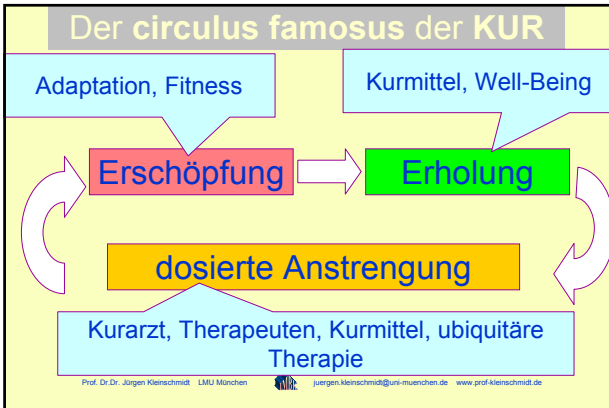 Der circulus famosus der KUR
Adaptation, Fitness
Kurmittel, Well-Being
Erschöpfung
Erholung
dosierte Anstrengung
Kurarzt, Therapeuten, Kurmittel, ubiquitäre
Therapie
Prof. Dr.Dr. Jürgen Kleinschmidt LMU München juergen.kleinschmidt@uni-muenchen.de www.prof-kleinschmidt.de